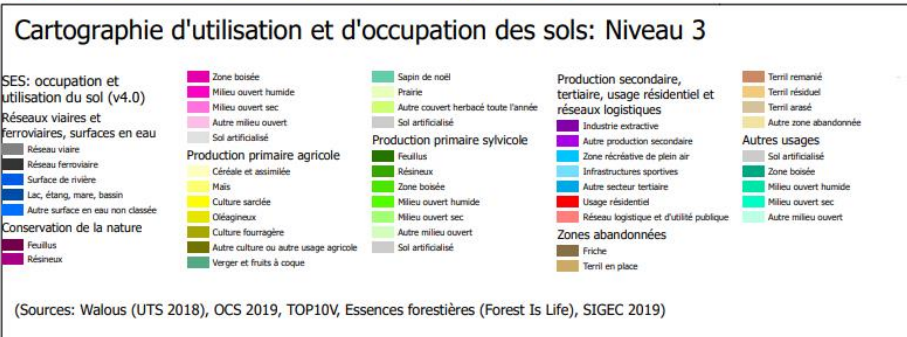 Cartographie d'utilisation et d'occupation des sols: Niveau 3
SES: occupation et
utilisation du sol (v4.0)
Réseaux viaires et
ferroviaires, surfaces en eau
Réseau viaire
Réseau ferroviaire
Surface de rivière
Lac, étang, mare, bassin
Autre surface en eau non classée
Conservation de la nature
Feuillus
Résineux
Zone boisée
Milieu ouvert humide
Milieu ouvert sec
Autre milieu ouvert
Sol artificialisé
Production primaire agricole
Céréale et assimilée
Maïs
Culture sarclée
Oléagineux
Culture fourragère
Autre culture ou autre usage agricole
Verger et fruits à coque
Sapin de noël
Prairie
Autre couvert herbacé toute l'année
Sol artificialisé
Production primaire sylvicole
Feuillus
Résineux
Zone boisée
Milieu ouvert humide
Milieu ouvert sec
Autre milieu ouvert
Sol artificialisé
Production secondaire,
tertiaire, usage résidentiel et
réseaux logistiques
Industrie extractive
Autre production secondaire
Zone récréative de plein air
Infrastructures sportives
Autre secteur tertiaire
Usage résidentiel
Réseau logistique et d'utilité publique
Zones abandonnées
Friche
Terril en place
Terril remanié
Terril résiduel
Terril arasé
Autre zone abandonnée
Autres usages
Sol artificialisé
Zone boisée
Milieu ouvert humide
Milieu ouvert sec
Autre milieu ouvert
(Sources: Walous (UTS 2018), OCS 2019, TOP10V, Essences forestières (Forest Is Life), SIGEC 2019)